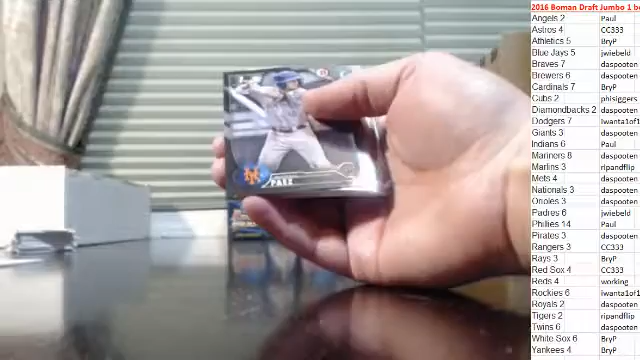 2016 Boman Draft Jumbo 1 b
Angels 2 Paul
Astros 4 CC333
Athletics 5 BryP
Blue Jays 5 jwiebeld
Braves 7 daspooten
Brewers 6 daspooten
Cardinals 7 BryP
Cubs 2 phisiggers
Diamondbacks 2 daspooten
Dodgers 7 iwanta1of1
Giants 3 daspooten
Indians 6 Paul
Mariners 8 daspooten
Marlins 3 ripandflip
Mets 4 daspooten
Nationals 3 daspooten
Orioles 3 daspooten
Padres 6 jwiebeld
Phillies 14 Paul
Pirates 3 daspooten
Rangers 3 CC333
Rays 3 BryP
Red Sox 4 CC333
Reds 4 working
Rockies 6 iwanta1of1
Royals 2 daspooten
Tigers 2 ripandflip
Twins 6 daspooten
White Sox 6 BryP
Yankees 4 BryP
PAEZ